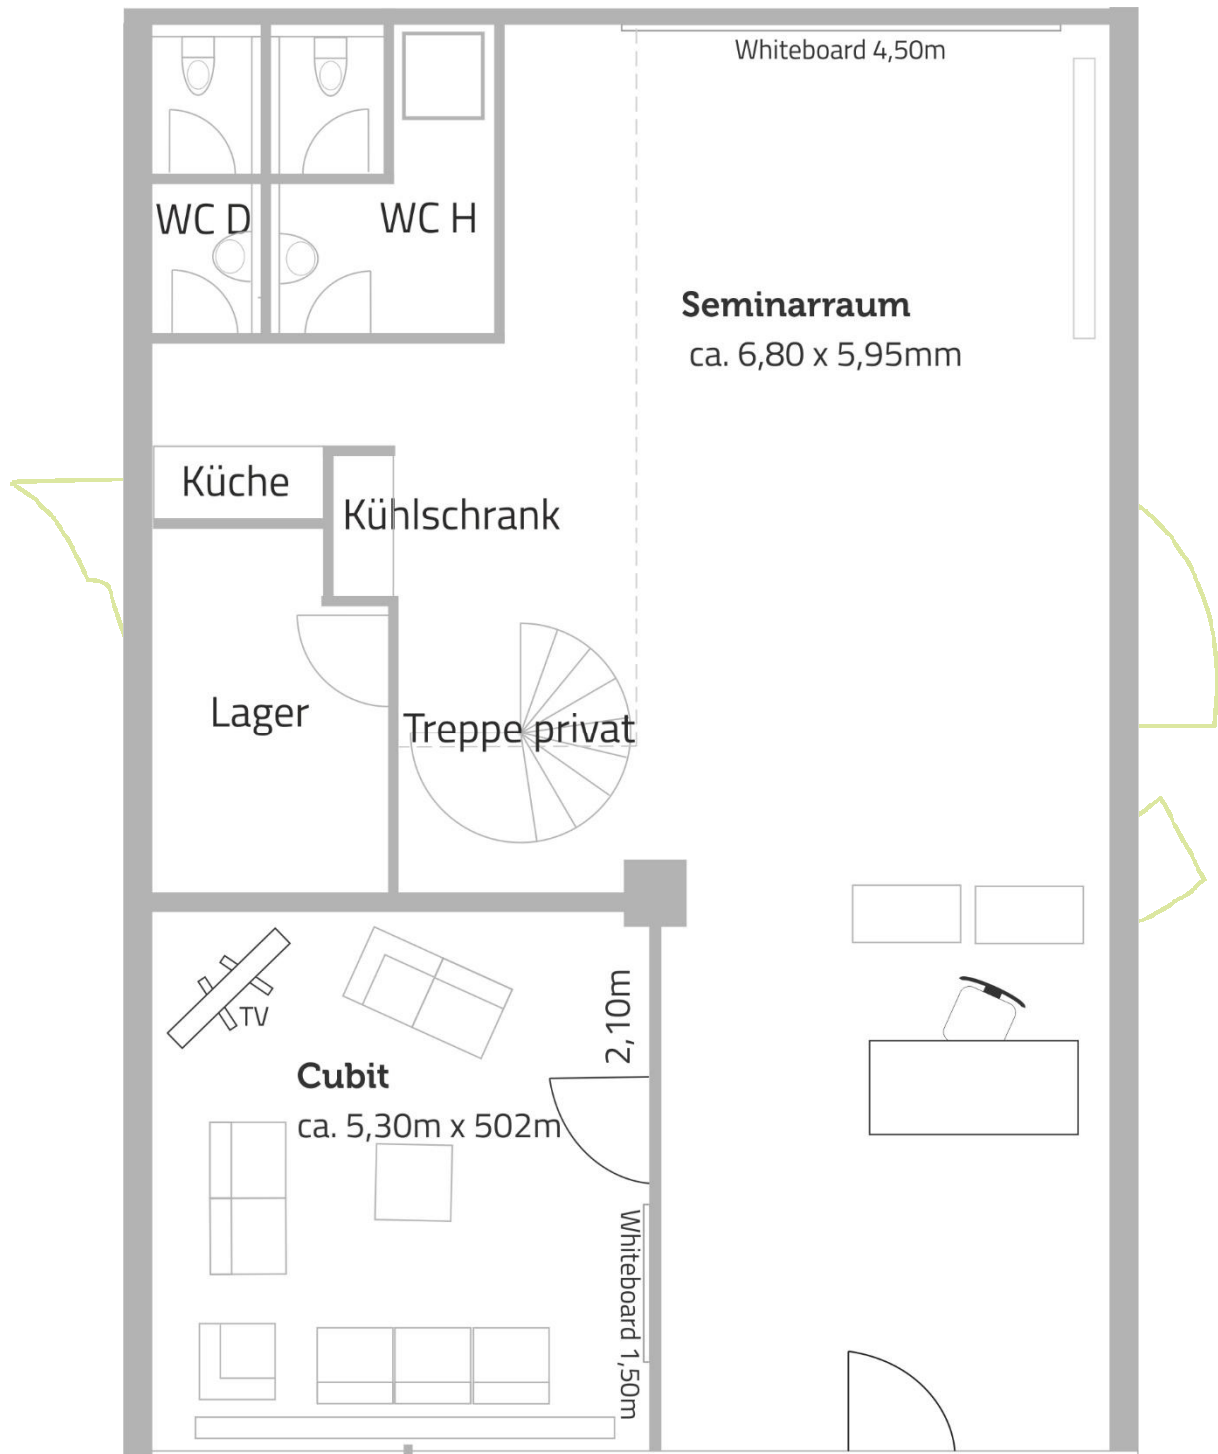 Whiteboard 4,50m
WC D
WC H
Seminarraum
ca. 6,80 x 5,95mm
Küche
Kühlschrank
Lager
Treppe privat
2,10m
TV
Cubit
ca. 5,30m x 502m
Whiteboard 1,50m